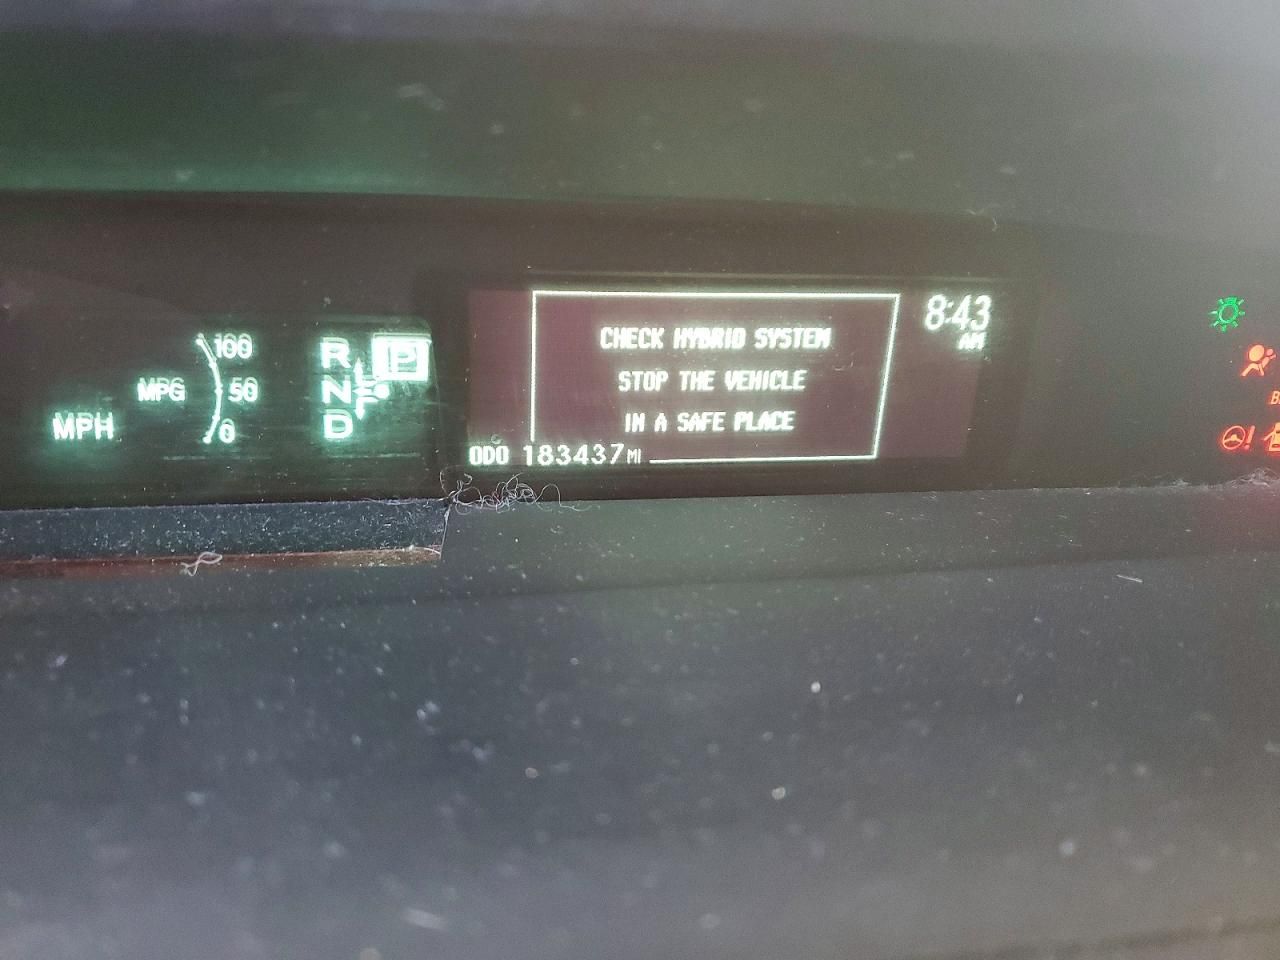 100
MPG 50
MPH 0
R P
N
D
CHECK HYBRID SYSTEM
STOP THE VEHICLE
IN A SAFE PLACE
8:43
AM
ODO 183437 MI